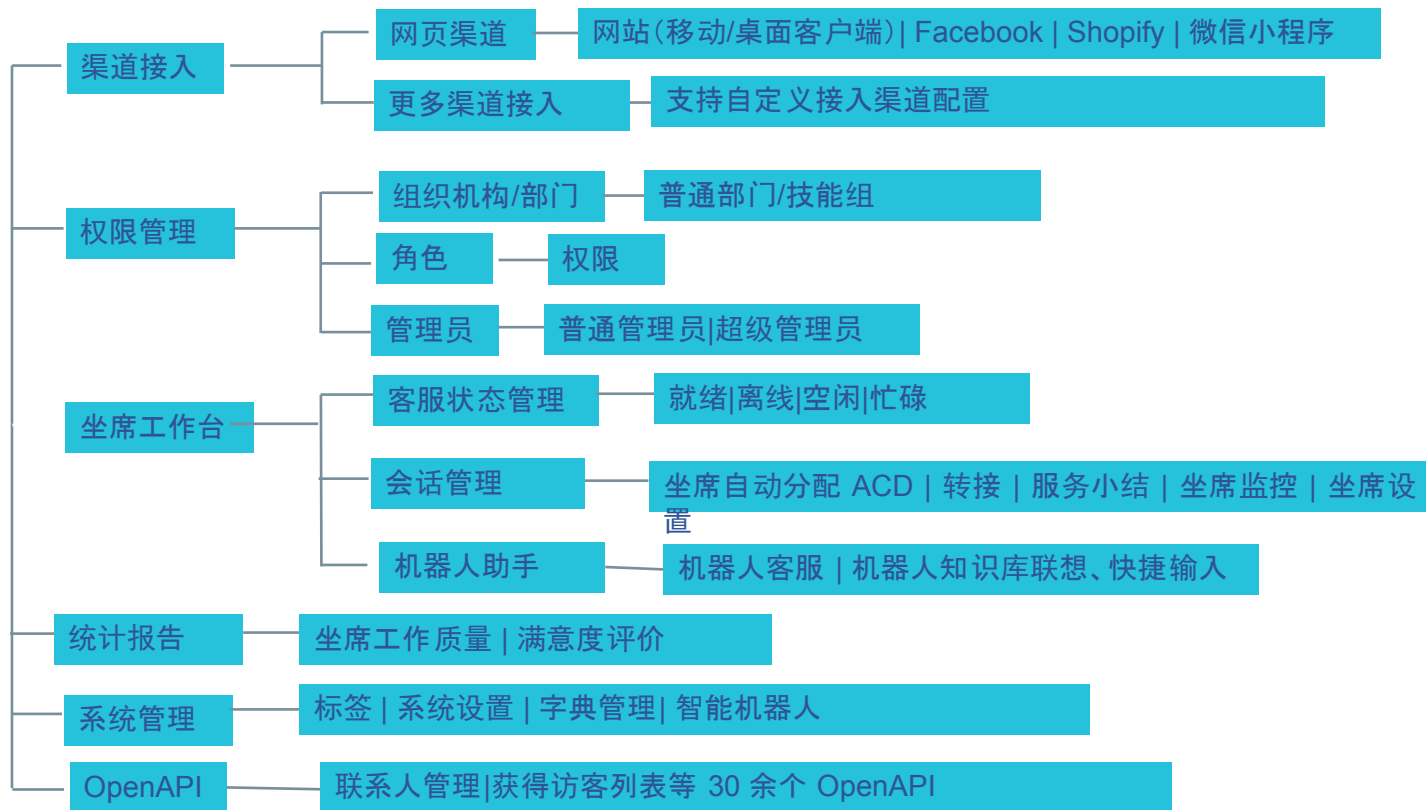 渠道接入
网页渠道
网站(移动/桌面客户端)| Facebook | Shopify | 微信小程序
更多渠道接入
支持自定义接入渠道配置
权限管理
组织机构/部门
普通部门/技能组
角色
权限
管理员
普通管理员|超级管理员
坐席工作台
客服状态管理
就绪|离线|空闲|忙碌
会话管理
坐席自动分配 ACD | 转接 | 服务小结 | 坐席监控 | 坐席设
置
机器人助手
机器人客服 | 机器人知识库联想、快捷输入
统计报告
坐席工作质量 | 满意度评价
系统管理
标签 | 系统设置 | 字典管理| 智能机器人
OpenAPI
联系人管理|获得访客列表等 30 余个 OpenAPI